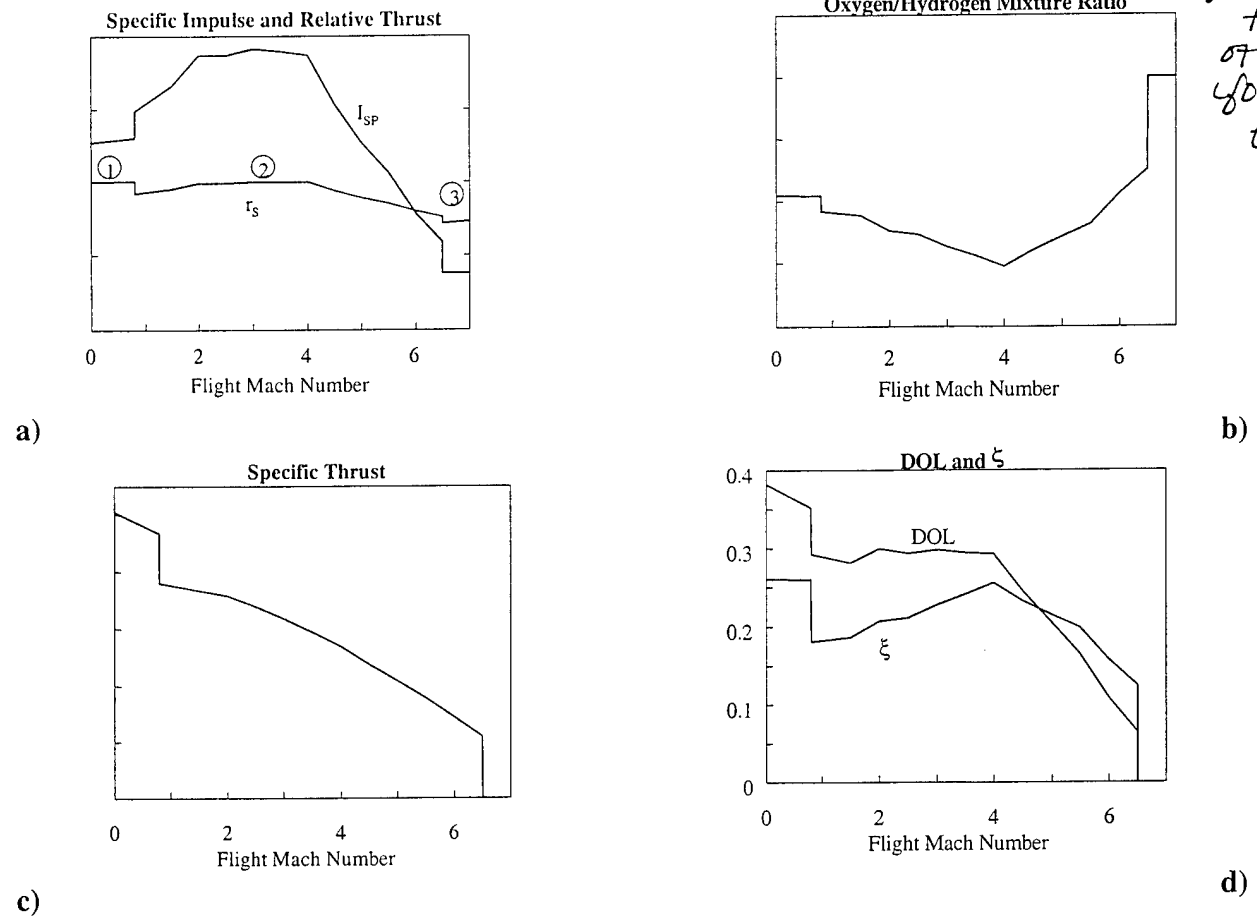 Specific Impulse and Relative Thrust
I_SP
1
2
3
r_S
0 2 4 6
Flight Mach Number
a)
Oxygen/Hydrogen Mixture Ratio
0 2 4 6
Flight Mach Number
b)
Specific Thrust
0 2 4 6
Flight Mach Number
c)
DOL and ξ
0.4
0.3
0.2
0.1
0
DOL
ξ
0 2 4 6
Flight Mach Number
d)